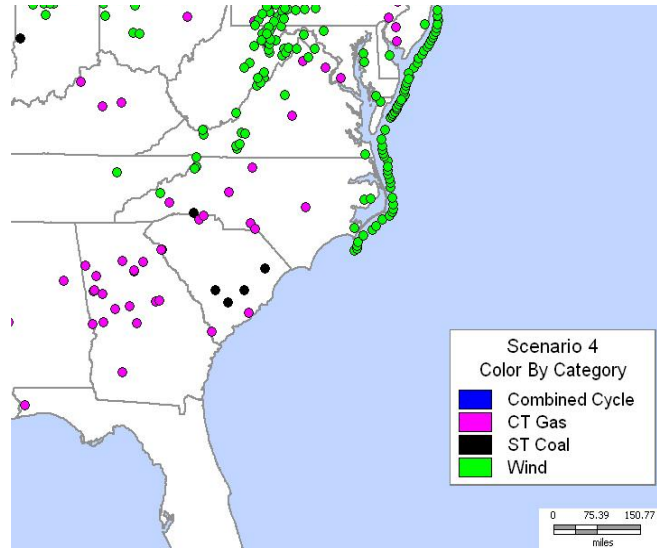 Scenario 4
Color By Category
Combined Cycle
CT Gas
ST Coal
Wind
0 75.39 150.77
miles